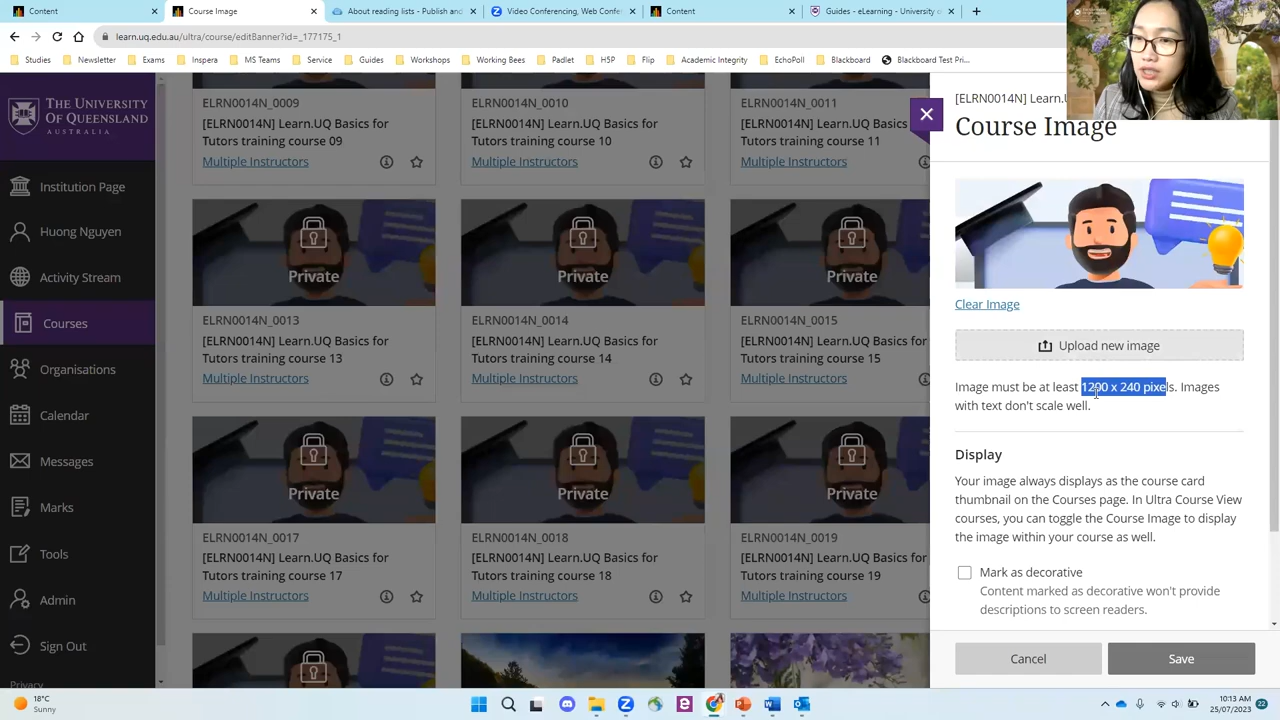 Content
Course Image
About reading lists - Publish and
Video Conferencing, Web Confer
Content
Guides - eLearning - University o
learn.uq.edu.au/ultra/course/editBanner?id=_177175_1
Studies
Newsletter
Exams
Inspera
MS Teams
Service
Guides
Workshops
Working Bees
Padlet
H5P
Flip
Academic Integrity
EchoPoll
Blackboard
Blackboard Test Pri...
THE UNIVERSITY
OF QUEENSLAND
AUSTRALIA
Institution Page
Huong Nguyen
Activity Stream
Courses
Organisations
Calendar
Messages
Marks
Tools
Admin
Sign Out
Privacy
ELRN0014N_0009
[ELRN0014N] Learn.UQ Basics for
Tutors training course 09
Multiple Instructors
ELRN0014N_0010
[ELRN0014N] Learn.UQ Basics for
Tutors training course 10
Multiple Instructors
ELRN0014N_0011
[ELRN0014N] Learn.UQ Basics for
Tutors training course 11
Multiple Instructors
Private
ELRN0014N_0013
[ELRN0014N] Learn.UQ Basics for
Tutors training course 13
Multiple Instructors
Private
ELRN0014N_0014
[ELRN0014N] Learn.UQ Basics for
Tutors training course 14
Multiple Instructors
Private
ELRN0014N_0015
[ELRN0014N] Learn.UQ Basics for
Tutors training course 15
Multiple Instructors
Private
ELRN0014N_0017
[ELRN0014N] Learn.UQ Basics for
Tutors training course 17
Multiple Instructors
Private
ELRN0014N_0018
[ELRN0014N] Learn.UQ Basics for
Tutors training course 18
Multiple Instructors
Private
ELRN0014N_0019
[ELRN0014N] Learn.UQ Basics for
Tutors training course 19
Multiple Instructors
[ELRN0014N] Learn.U
Course Image
Clear Image
Upload new image
Image must be at least 1200 x 240 pixels. Images
with text don't scale well.
Display
Your image always displays as the course card
thumbnail on the Courses page. In Ultra Course View
courses, you can toggle the Course Image to display
the image within your course as well.
Mark as decorative
Content marked as decorative won't provide
descriptions to screen readers.
Cancel
Save
18°C
Sunny
10:13 AM
25/07/2023
22